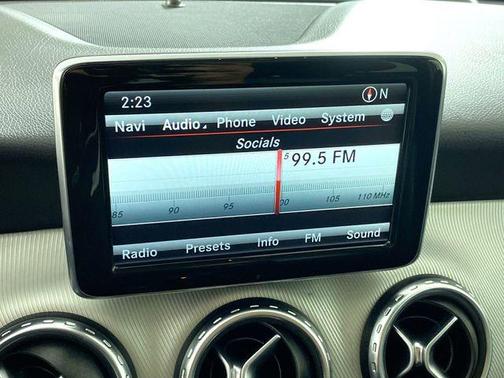 2:23 N
Navi Audio Phone Video System
Socials
5 99.5 FM
85 90 95 100 105 110 MHz
Radio Presets Info FM Sound